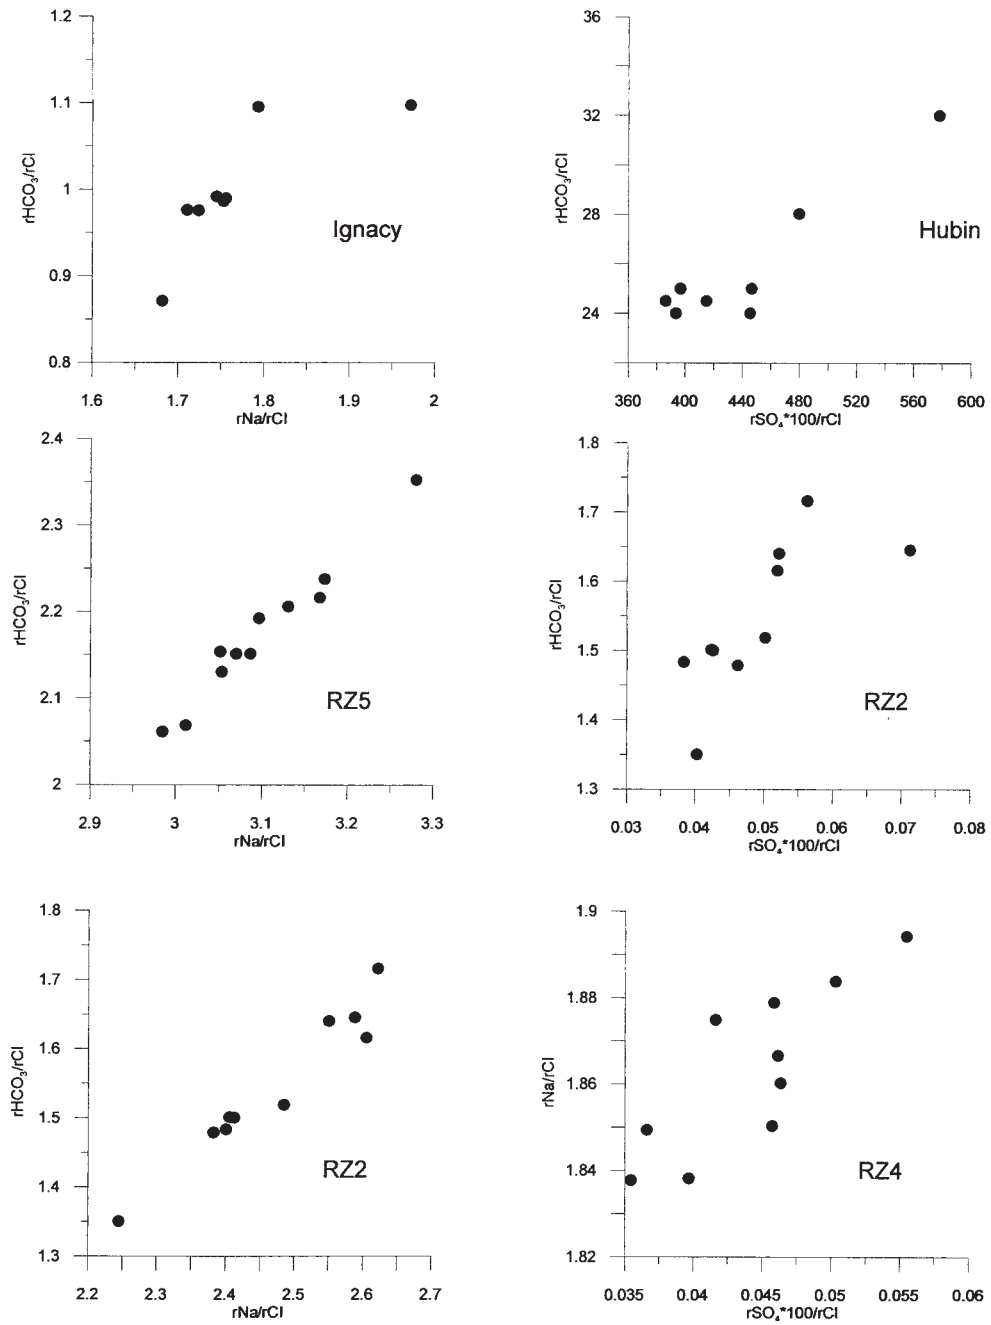 1.2
1.1
1
0.9
0.8
rHCO₃/rCl
Ignacy
1.6 1.7 1.8 1.9 2
rNa/rCl
36
32
28
24
rHCO₃/rCl
Hubin
360 400 440 480 520 560 600
rSO₄*100/rCl
2.4
2.3
2.2
2.1
2
rHCO₃/rCl
RZ5
2.9 3 3.1 3.2 3.3
rNa/rCl
1.8
1.7
1.6
1.5
1.4
1.3
rHCO₃/rCl
RZ2
0.03 0.04 0.05 0.06 0.07 0.08
rSO₄*100/rCl
1.8
1.7
1.6
1.5
1.4
1.3
rHCO₃/rCl
RZ2
2.2 2.3 2.4 2.5 2.6 2.7
rNa/rCl
1.9
1.88
1.86
1.84
1.82
rNa/rCl
RZ4
0.035 0.04 0.045 0.05 0.055 0.06
rSO₄*100/rCl